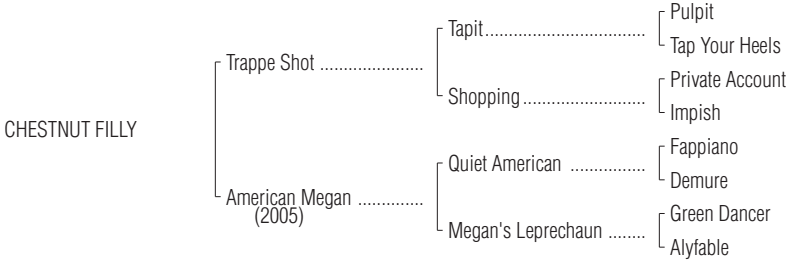 Pulpit
Tapit..................................
Tap Your Heels
Trappe Shot ......................
Private Account
Shopping..........................
Impish
CHESTNUT FILLY
Fappiano
Quiet American ................
Demure
American Megan ..............
(2005)
Green Dancer
Megan's Leprechaun ........
Alyfable